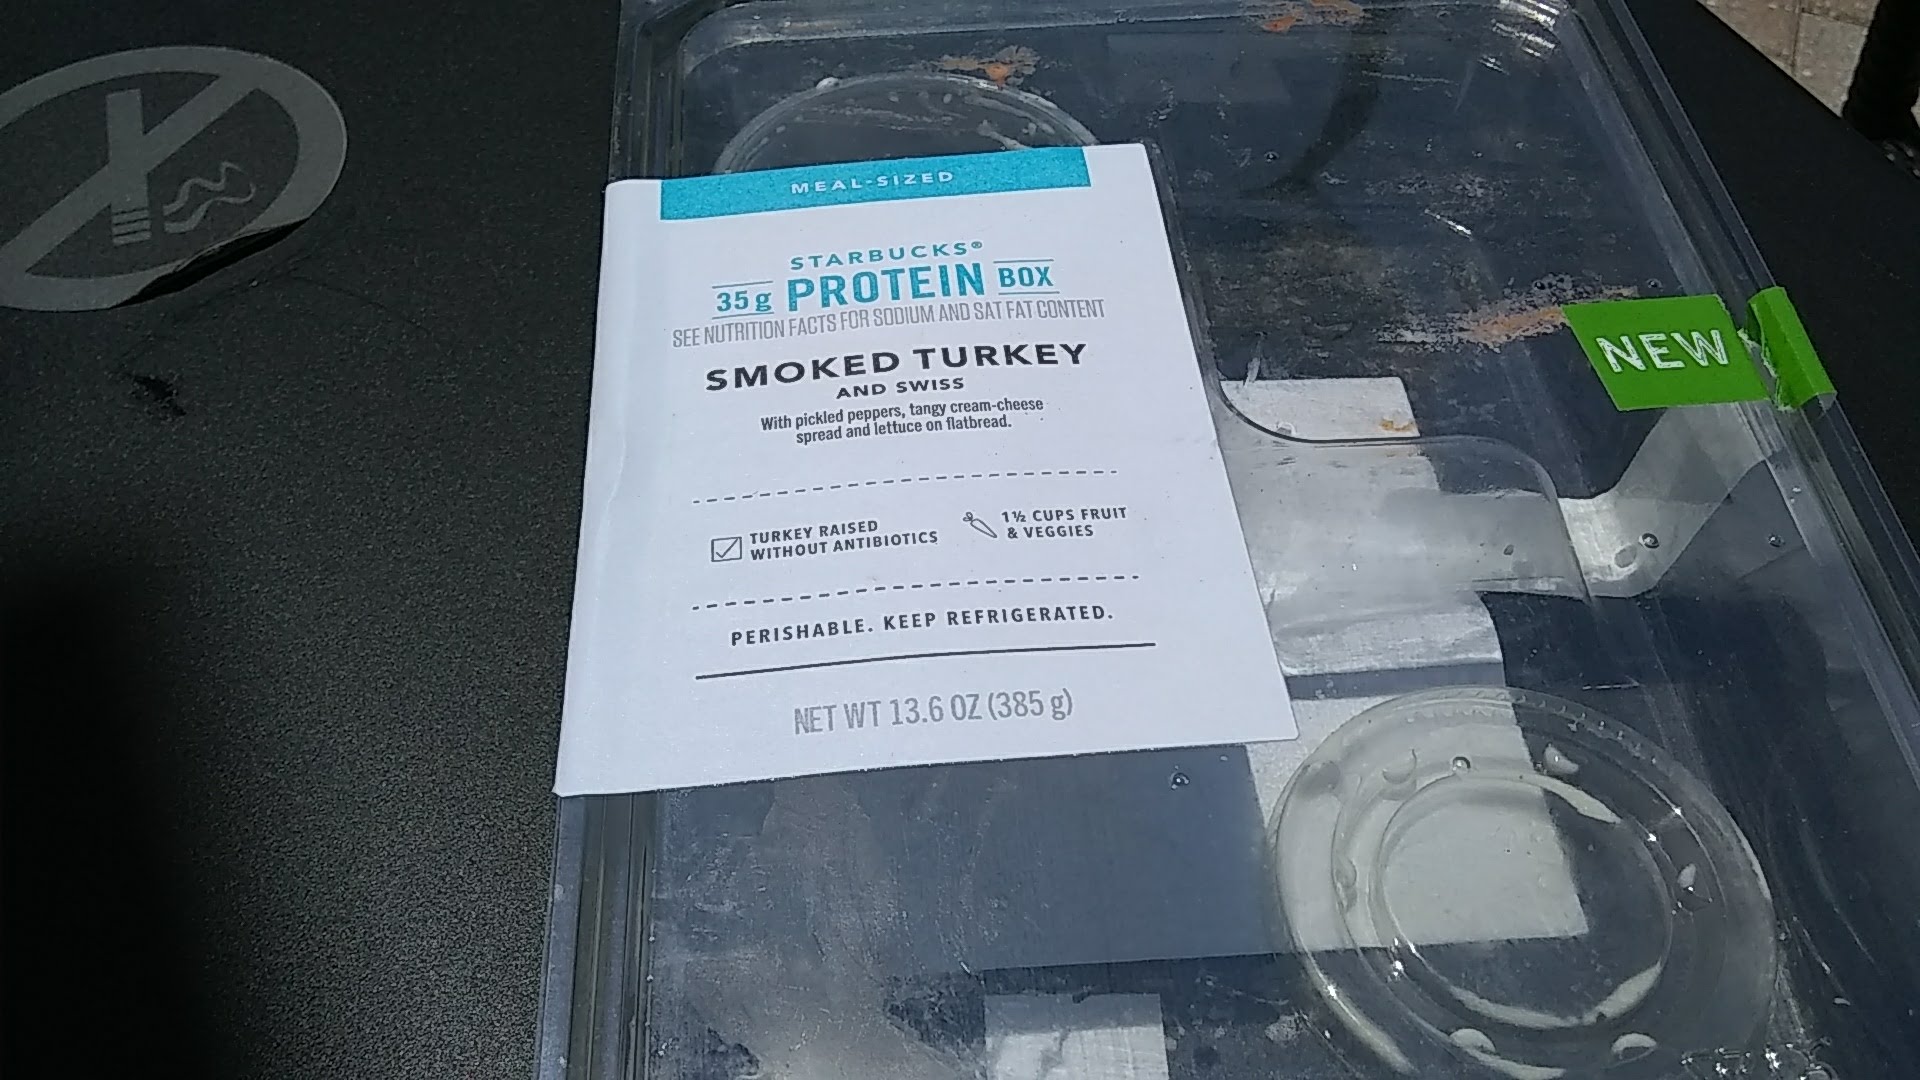 MEAL-SIZED
STARBUCKS®
35g PROTEIN BOX
SEE NUTRITION FACTS FOR SODIUM AND SAT FAT CONTENT
SMOKED TURKEY
AND SWISS
With pickled peppers, tangy cream-cheese
spread and lettuce on flatbread.
TURKEY RAISED
WITHOUT ANTIBIOTICS
1½ CUPS FRUIT
& VEGGIES
PERISHABLE. KEEP REFRIGERATED.
NET WT 13.6 OZ (385 g)
NEW